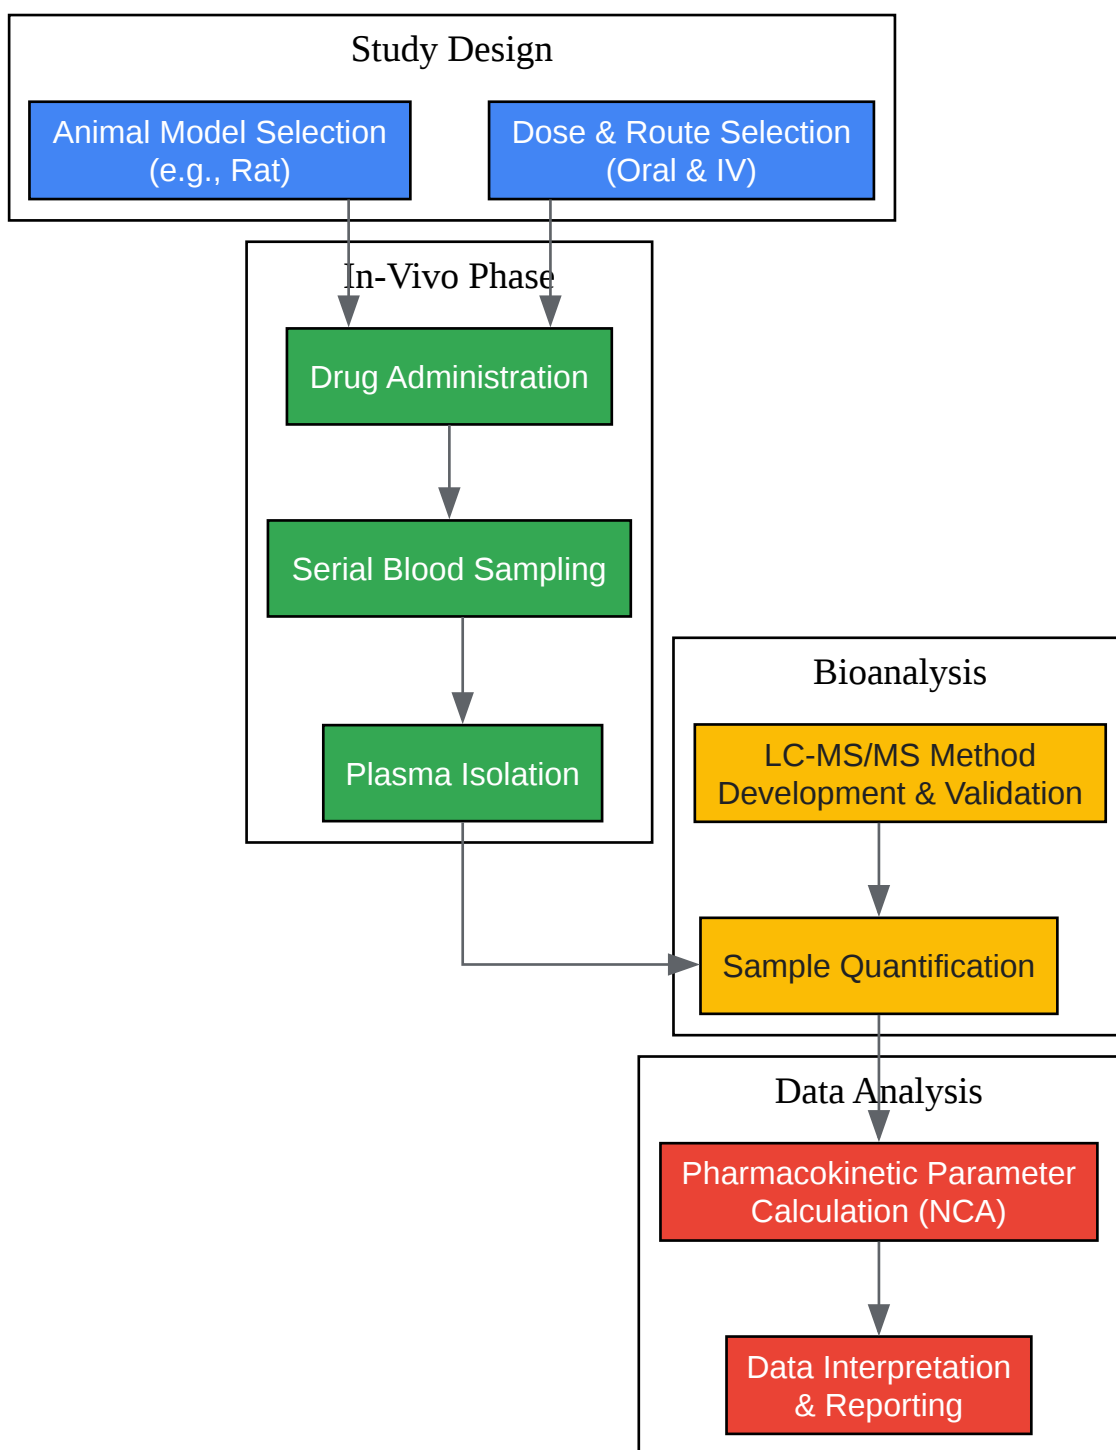 Study Design
Animal Model Selection
(e.g., Rat)
Dose & Route Selection
(Oral & IV)
In-Vivo Phase
Drug Administration
Serial Blood Sampling
Plasma Isolation
Bioanalysis
LC-MS/MS Method
Development & Validation
Sample Quantification
Data Analysis
Pharmacokinetic Parameter
Calculation (NCA)
Data Interpretation
& Reporting